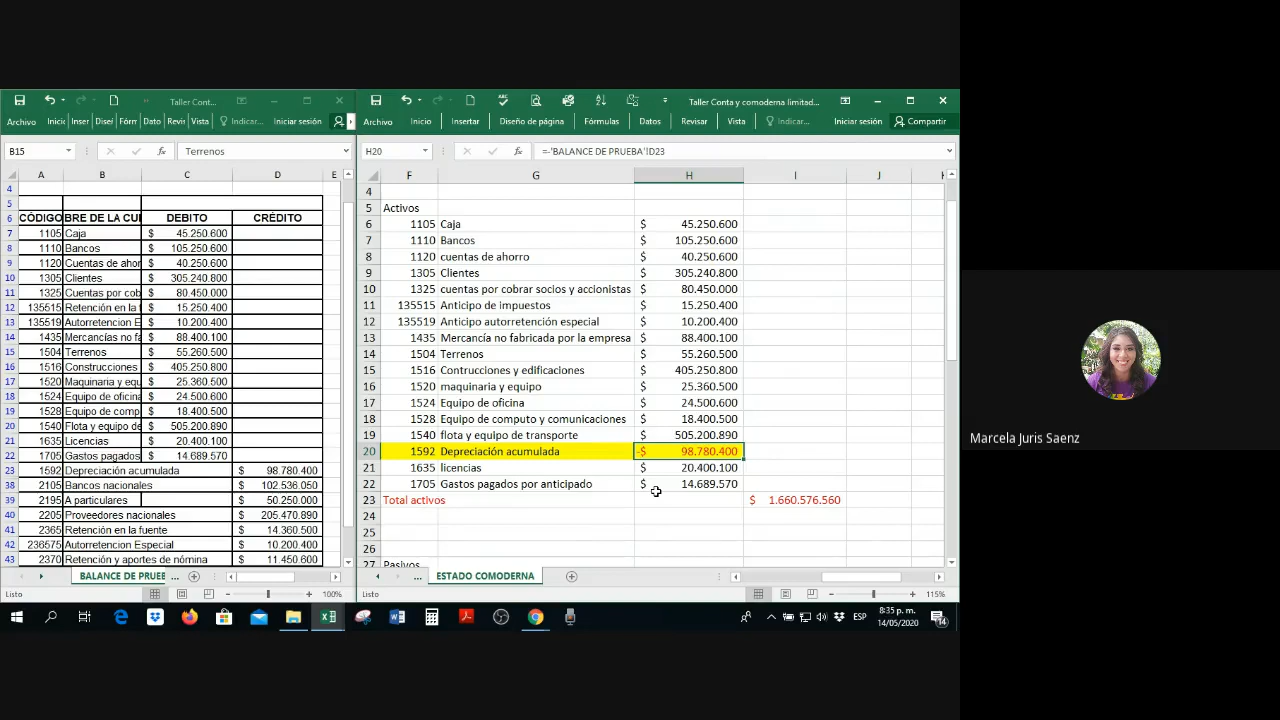 Taller Cont...
Archivo Inicio Inser Diseí Fórn Dato Revis Vista Indicar... Iniciar sesión
B15 Terrenos
A B C D E
4
5
6 CÓDIGO BRE DE LA CUI DEBITO CRÉDITO
7 1105 Caja $ 45.250.600
8 1110 Bancos $ 105.250.600
9 1120 Cuentas de ahor $ 40.250.600
10 1305 Clientes $ 305.240.800
11 1325 Cuentas por cob $ 80.450.000
12 135515 Retención en la f $ 15.250.400
13 135519 Autorretencion E $ 10.200.400
14 1435 Mercancías no fa $ 88.400.100
15 1504 Terrenos $ 55.260.500
16 1516 Construcciones $ 405.250.800
17 1520 Maquinaria y equ $ 25.360.500
18 1524 Equipo de oficina $ 24.500.600
19 1528 Equipo de comp $ 18.400.500
20 1540 Flota y equipo de $ 505.200.890
21 1635 Licencias $ 20.400.100
22 1705 Gastos pagados $ 14.689.570
23 1592 Depreciación acumulada $ 98.780.400
38 2105 Bancos nacionales $ 102.536.050
39 2195 A particulares $ 50.250.000
40 2205 Proveedores nacionales $ 205.470.890
41 2365 Retención en la fuente $ 14.360.500
42 236575 Autorretencion Especial $ 10.200.400
43 2370 Retención y aportes de nómina $ 11.450.600
BALANCE DE PRUEE ...
Listo 100%
Taller Conta y comoderna limitad...
Archivo Inicio Insertar Diseño de página Fórmulas Datos Revisar Vista Indicar... Iniciar sesión Compartir
H20 =-'BALANCE DE PRUEBA'!D23
F G H I J
4
5 Activos
6 1105 Caja $ 45.250.600
7 1110 Bancos $ 105.250.600
8 1120 cuentas de ahorro $ 40.250.600
9 1305 Clientes $ 305.240.800
10 1325 cuentas por cobrar socios y accionistas $ 80.450.000
11 135515 Anticipo de impuestos $ 15.250.400
12 135519 Anticipo autorretención especial $ 10.200.400
13 1435 Mercancía no fabricada por la empresa $ 88.400.100
14 1504 Terrenos $ 55.260.500
15 1516 Contrucciones y edificaciones $ 405.250.800
16 1520 maquinaria y equipo $ 25.360.500
17 1524 Equipo de oficina $ 24.500.600
18 1528 Equipo de computo y comunicaciones $ 18.400.500
19 1540 flota y equipo de transporte $ 505.200.890
20 1592 Depreciación acumulada -$ 98.780.400
21 1635 licencias $ 20.400.100
22 1705 Gastos pagados por anticipado $ 14.689.570
23 Total activos $ 1.660.576.560
24
25
26
27 Pasivos
... ESTADO COMODERNA
Listo 115%
ESP 8:35 p. m.
14/05/2020
14
Marcela Juris Saenz